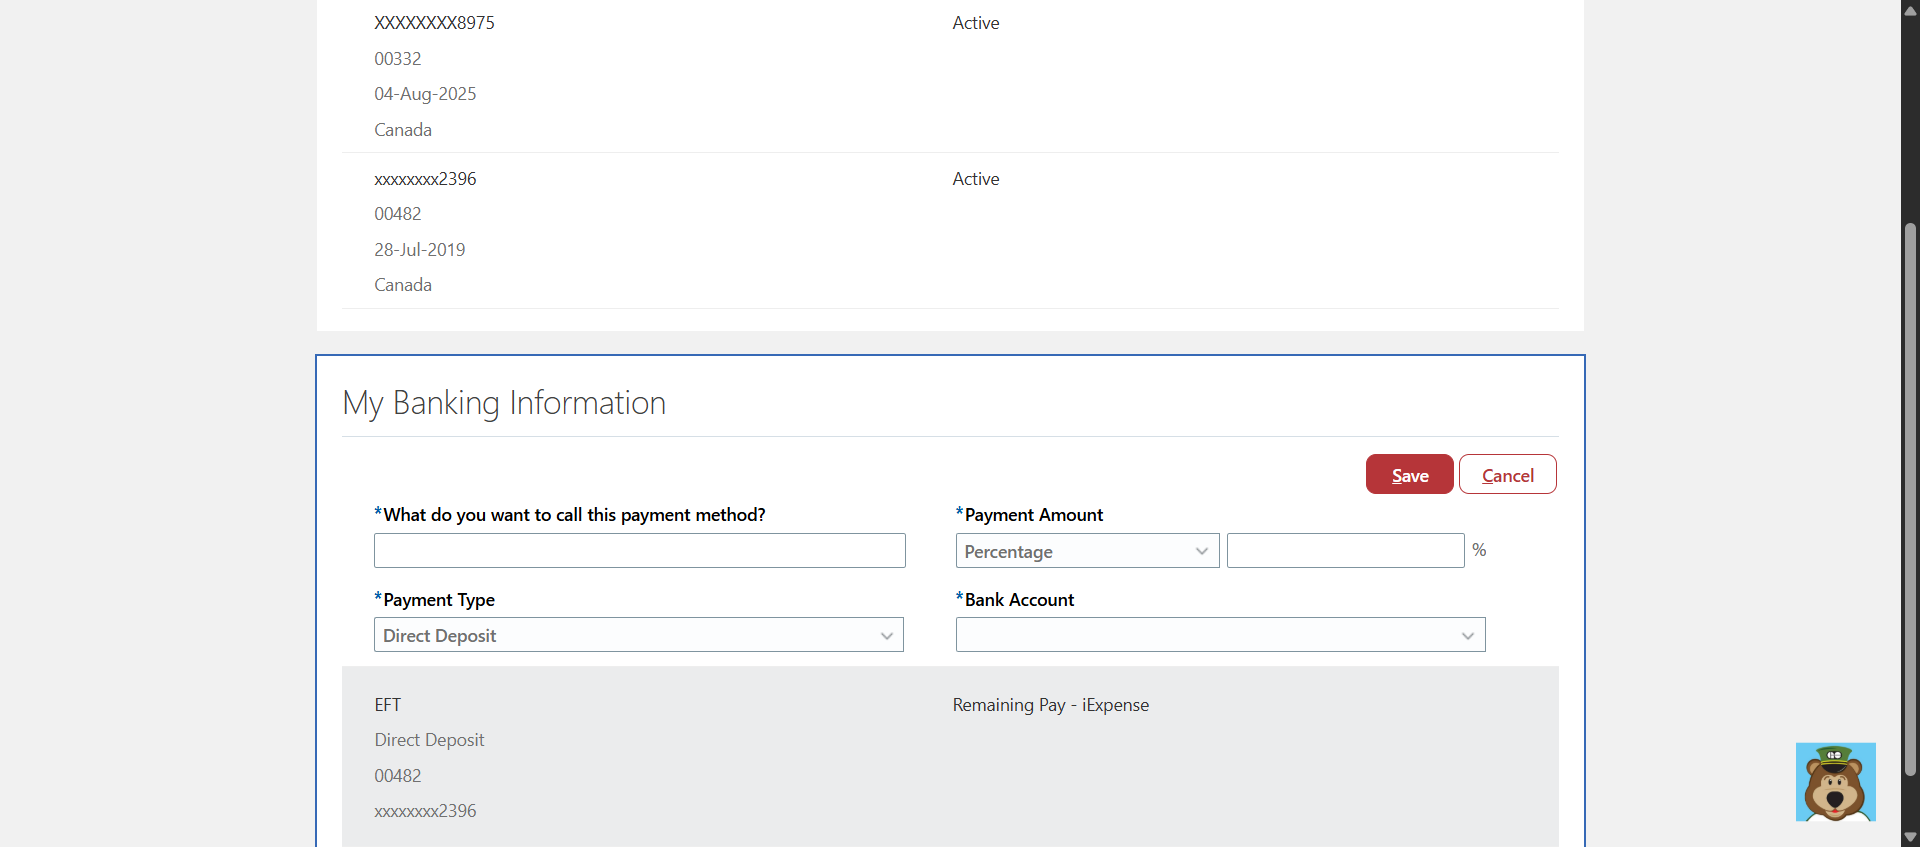 XXXXXXXX8975
Active
00332
04-Aug-2025
Canada
xxxxxxxx2396
Active
00482
28-Jul-2019
Canada
My Banking Information
Save
Cancel
*What do you want to call this payment method?
*Payment Amount
Percentage
%
*Payment Type
*Bank Account
Direct Deposit
EFT
Remaining Pay - iExpense
Direct Deposit
00482
xxxxxxxx2396